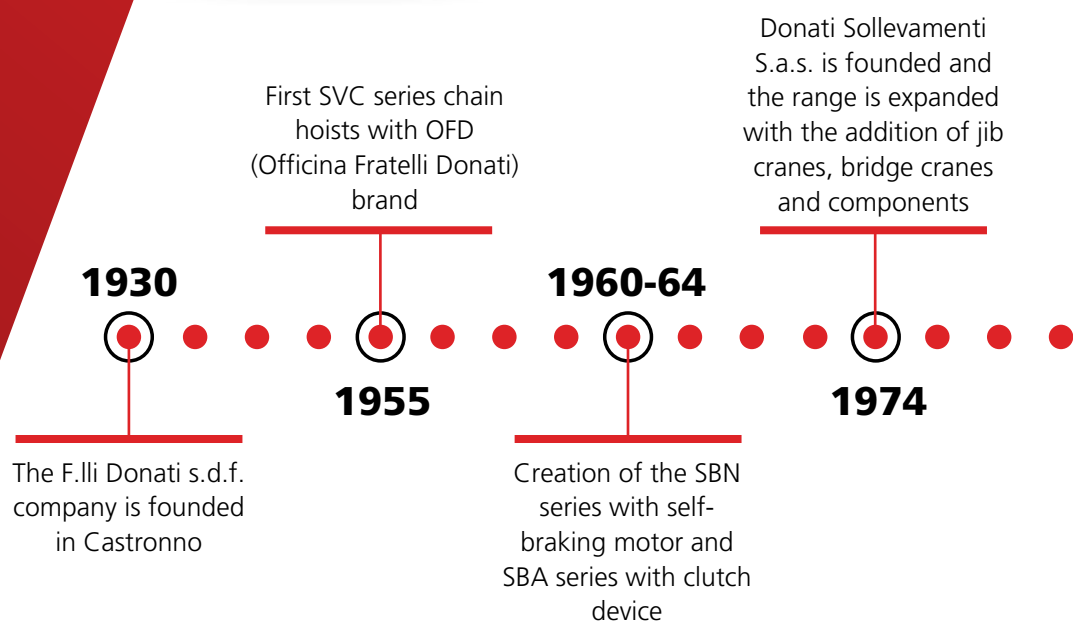 1930
The F.lli Donati s.d.f.
company is founded
in Castronno
First SVC series chain
hoists with OFD
(Officina Fratelli Donati)
brand
1955
1960-64
Creation of the SBN
series with self-
braking motor and
SBA series with clutch
device
Donati Sollevamenti
S.a.s. is founded and
the range is expanded
with the addition of jib
cranes, bridge cranes
and components
1974